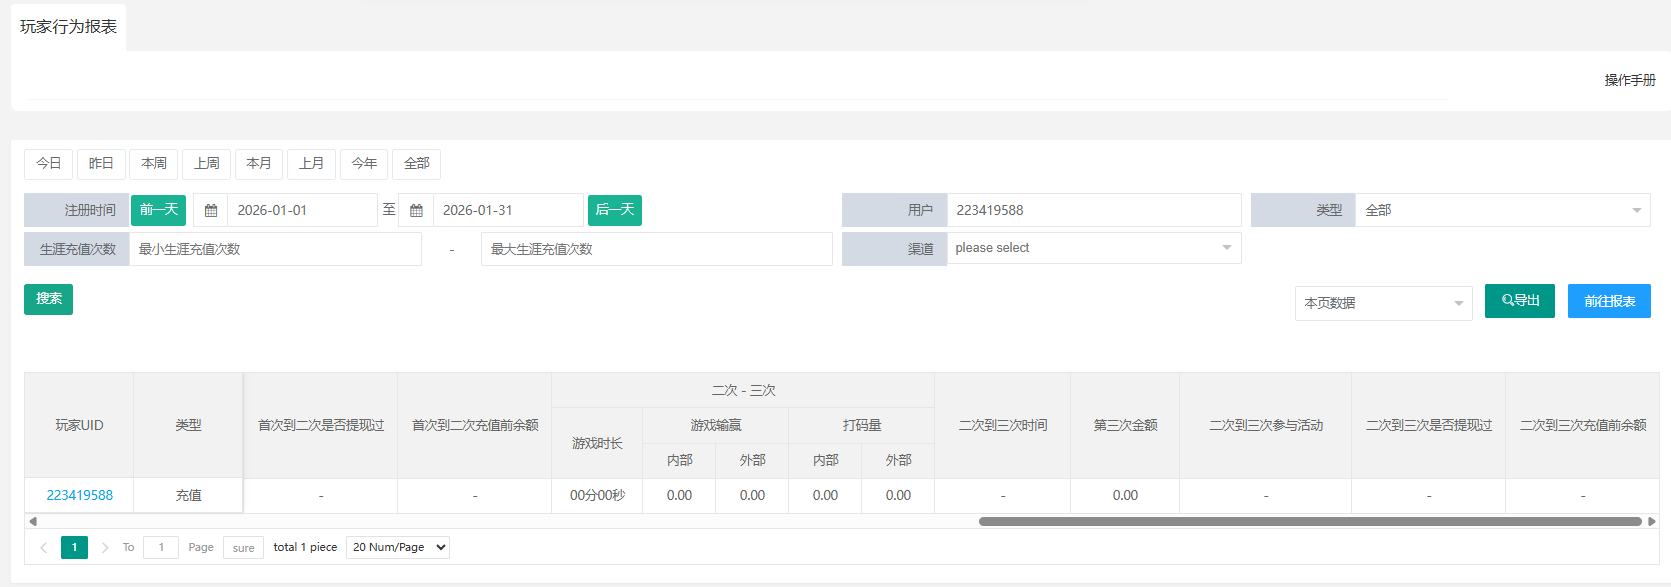 玩家行为报表
操作手册
今日 昨日 本周 上周 本月 上月 今年 全部
注册时间 前一天 2026-01-01 至 2026-01-31 后一天 用户 223419588 类型 全部
生涯充值次数 最小生涯充值次数 - 最大生涯充值次数 渠道 please select
搜索 本页数据 导出 前往报表
二次 - 三次
玩家UID 类型 首次到二次是否提现过 首次到二次充值前余额 游戏时长 游戏输赢 打码量 二次到三次时间 第三次金额 二次到三次参与活动 二次到三次是否提现过 二次到三次充值前余额
内部 外部 内部 外部
223419588 充值 - - 00分00秒 0.00 0.00 0.00 0.00 - 0.00 - - -
1 To 1 Page sure total 1 piece 20 Num/Page